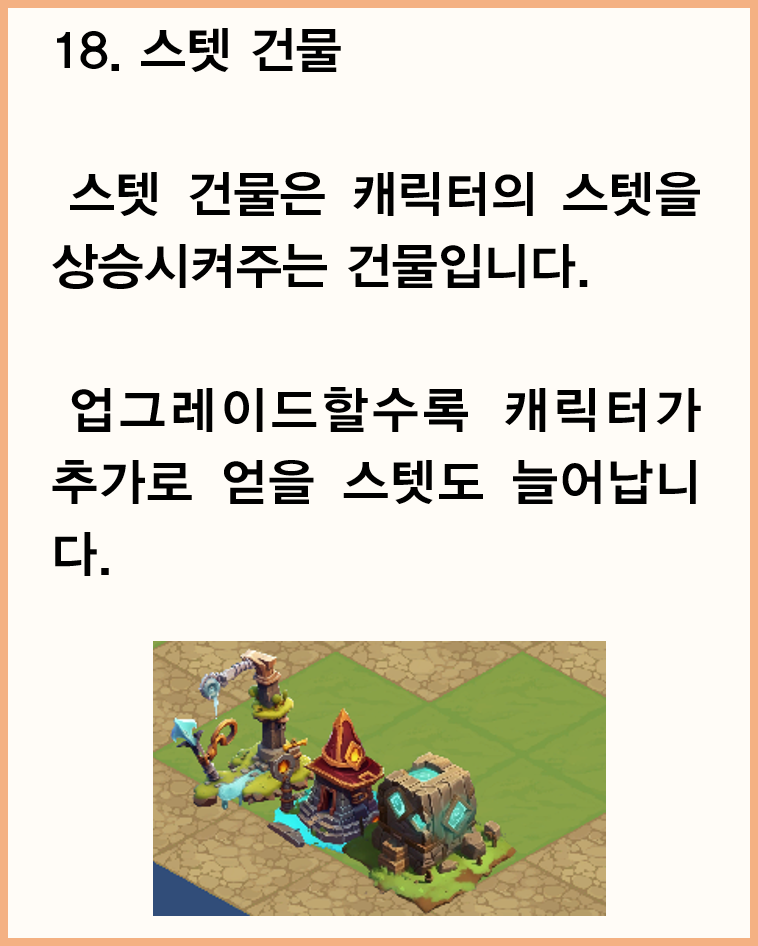 18. 스텟 건물
스텟 건물은 캐릭터의 스텟을
상승시켜주는 건물입니다.
업그레이드할수록 캐릭터가
추가로 얻을 스텟도 늘어납니
다.